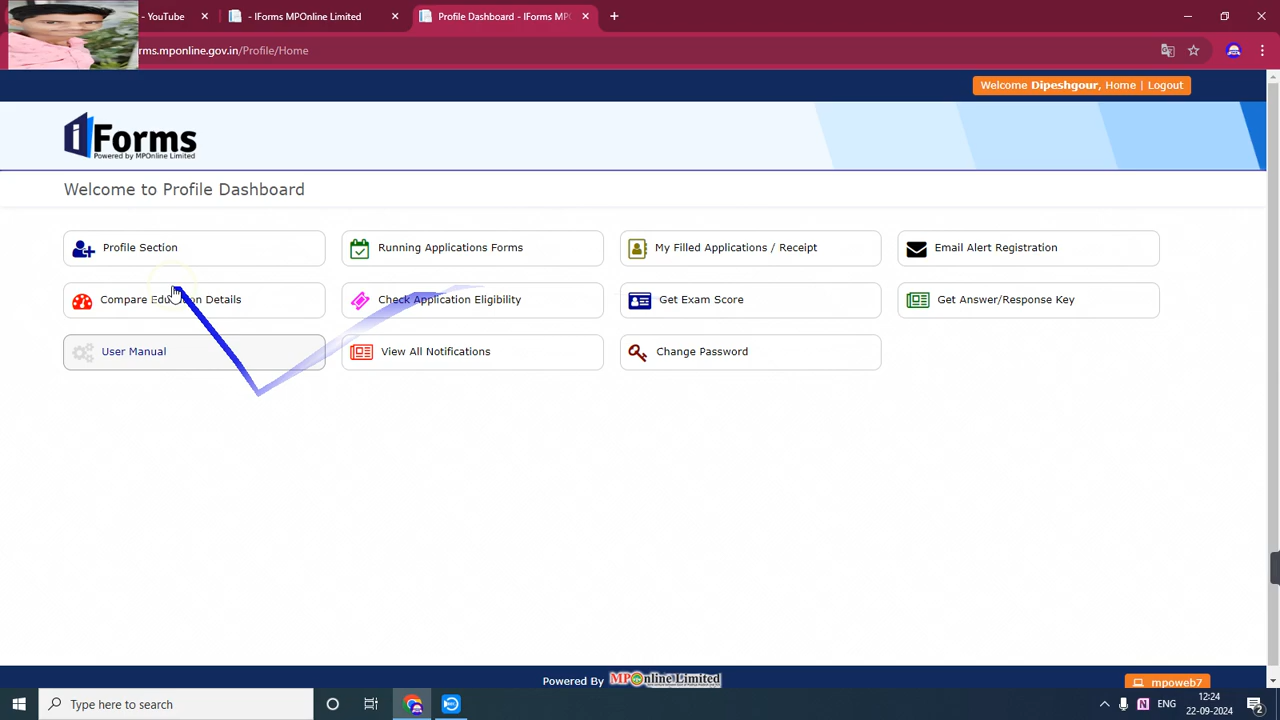 - YouTube
- IForms MPOnline Limited
Profile Dashboard - IForms MPO
rms.mponline.gov.in/Profile/Home
Welcome Dipeshgour, Home | Logout
iForms
Powered by MPOnline Limited
Welcome to Profile Dashboard
Profile Section
Running Applications Forms
My Filled Applications / Receipt
Email Alert Registration
Compare Education Details
Check Application Eligibility
Get Exam Score
Get Answer/Response Key
User Manual
View All Notifications
Change Password
Powered By MPOnline Limited
mpoweb7
Type here to search
ENG
12:24
22-09-2024
2